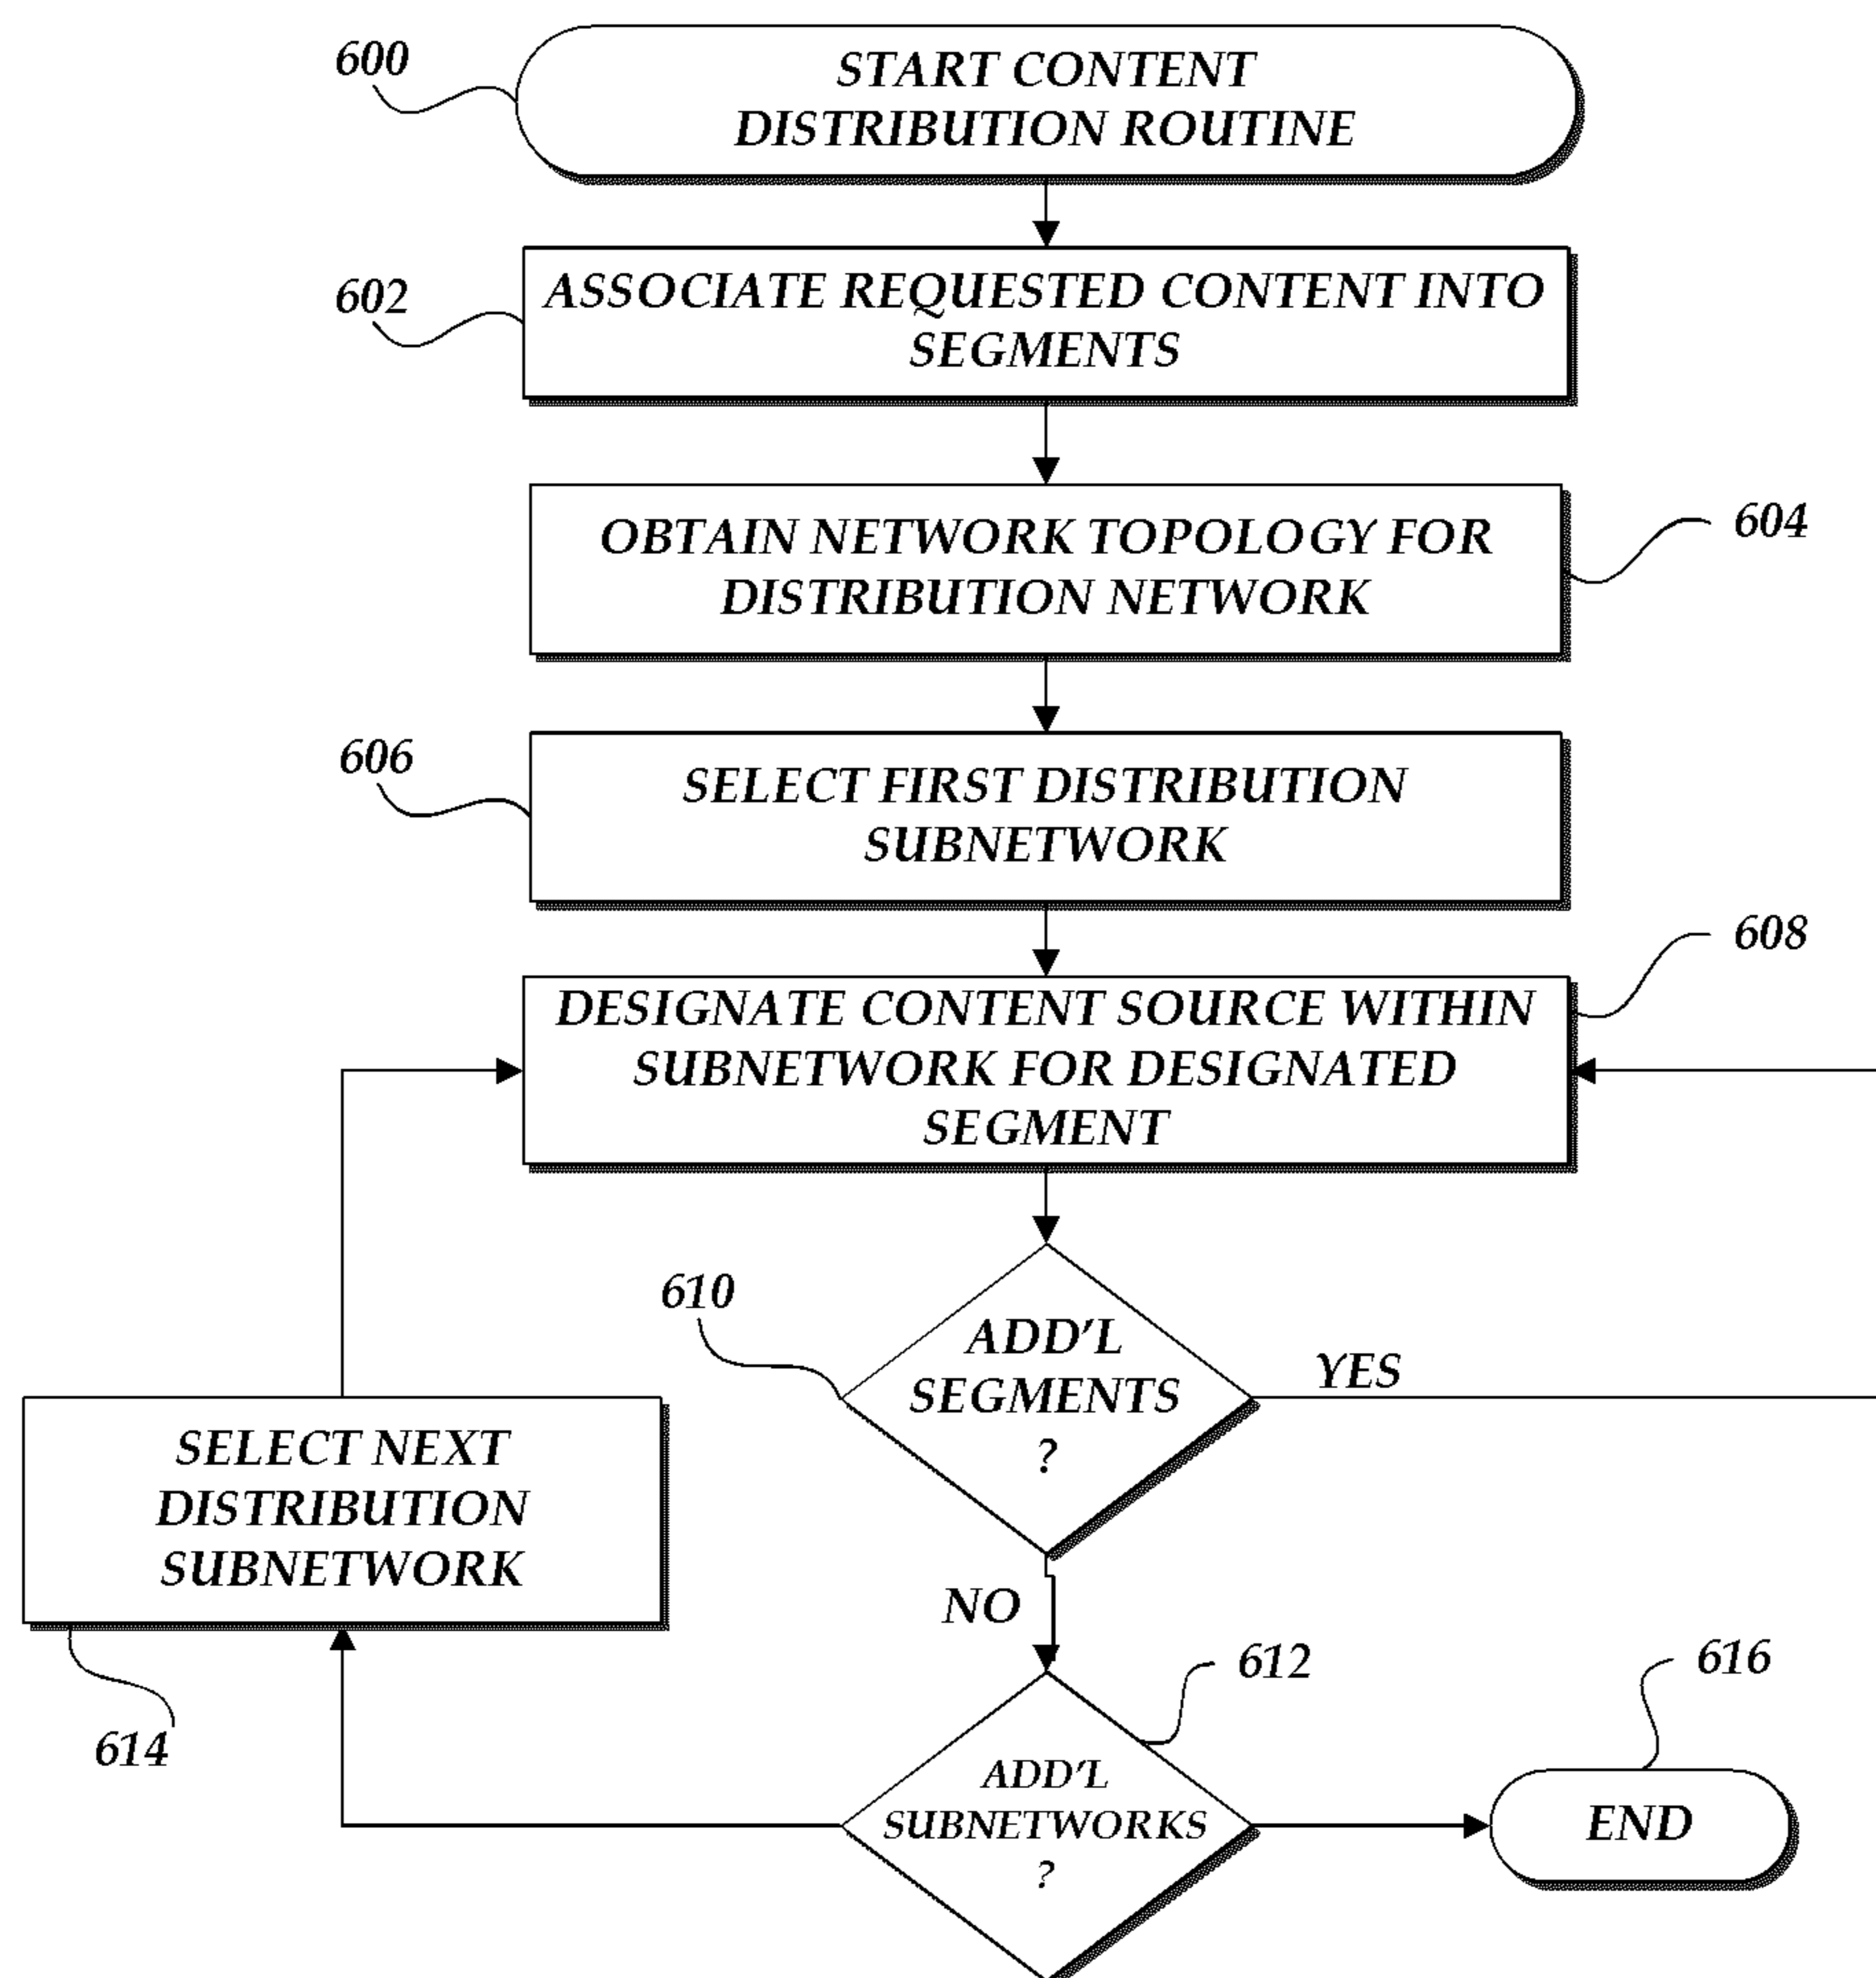 600
START CONTENT
DISTRIBUTION ROUTINE
602
ASSOCIATE REQUESTED CONTENT INTO
SEGMENTS
OBTAIN NETWORK TOPOLOGY FOR
DISTRIBUTION NETWORK
604
606
SELECT FIRST DISTRIBUTION
SUBNETWORK
608
DESIGNATE CONTENT SOURCE WITHIN
SUBNETWORK FOR DESIGNATED
SEGMENT
610
ADD'L
SEGMENTS
?
YES
SELECT NEXT
DISTRIBUTION
SUBNETWORK
NO
614
612
616
ADD'L
SUBNETWORKS
?
END